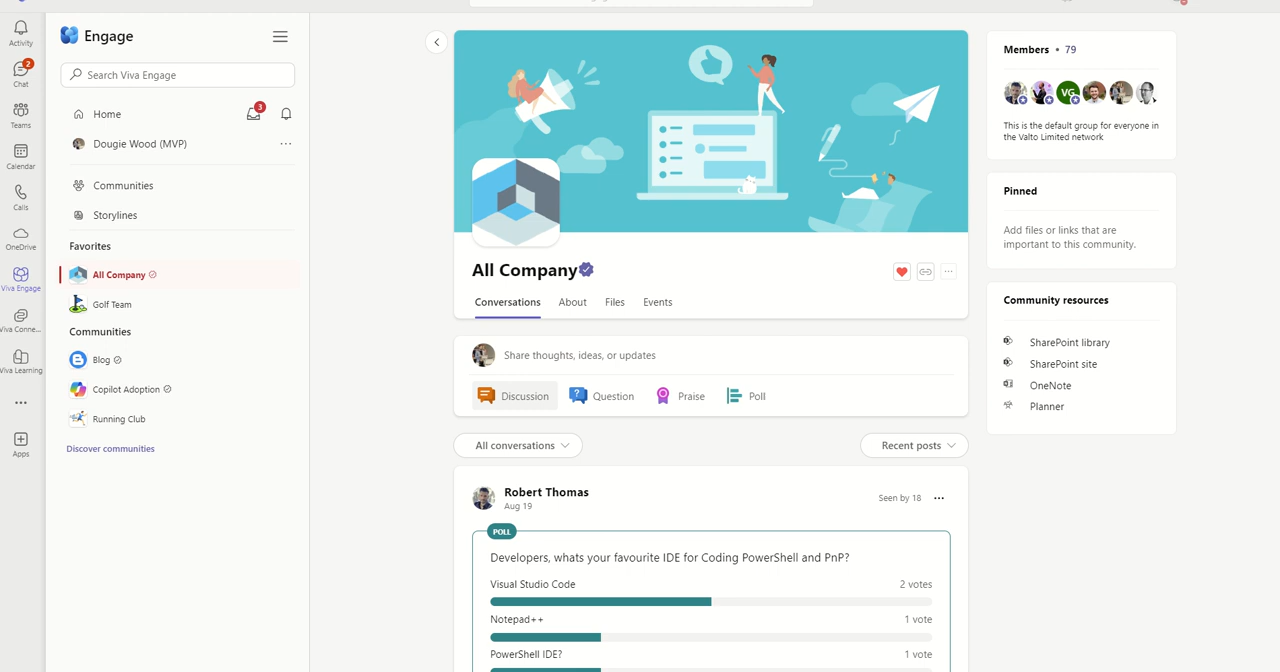 Activity
2
Chat
Teams
Calendar
Calls
OneDrive
Viva Engage
Viva Conne...
Viva Learning
Apps
Engage
Search Viva Engage
Home
3
Dougie Wood (MVP)
Communities
Storylines
Favorites
All Company
Golf Team
Communities
Blog
Copilot Adoption
Running Club
Discover communities
All Company
Conversations
About
Files
Events
Share thoughts, ideas, or updates
Discussion
Question
Praise
Poll
All conversations
Recent posts
Robert Thomas
Aug 19
Seen by 18
POLL
Developers, whats your favourite IDE for Coding PowerShell and PnP?
Visual Studio Code
2 votes
Notepad++
1 vote
PowerShell IDE?
1 vote
Members • 79
VG
This is the default group for everyone in
the Valto Limited network
Pinned
Add files or links that are
important to this community.
Community resources
SharePoint library
SharePoint site
OneNote
Planner